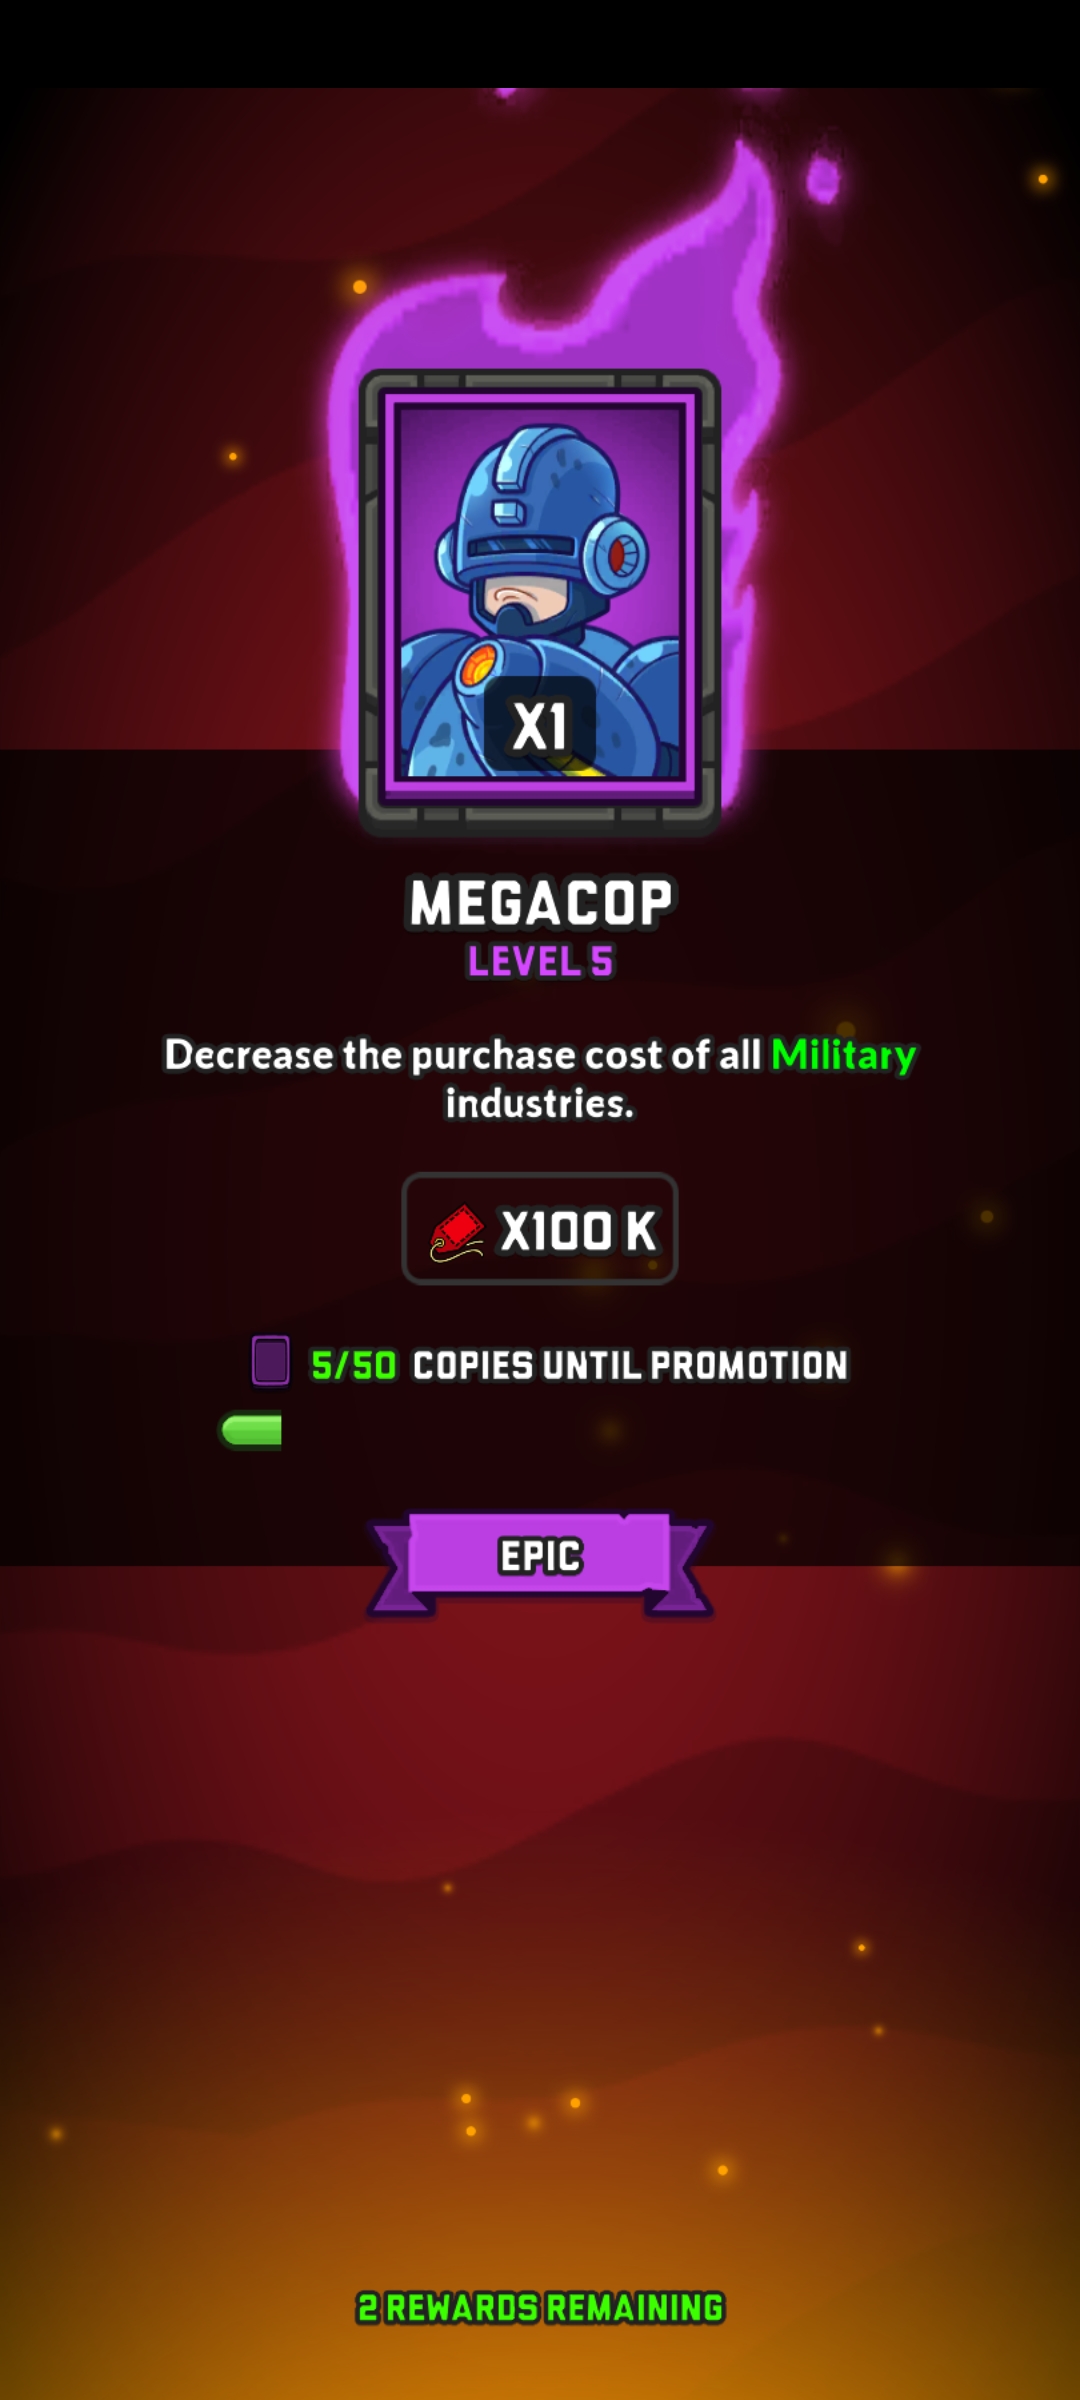 X1
MEGACOP
LEVEL 5
Decrease the purchase cost of all Military
industries.
X100 K
5/50 COPIES UNTIL PROMOTION
EPIC
2 REWARDS REMAINING